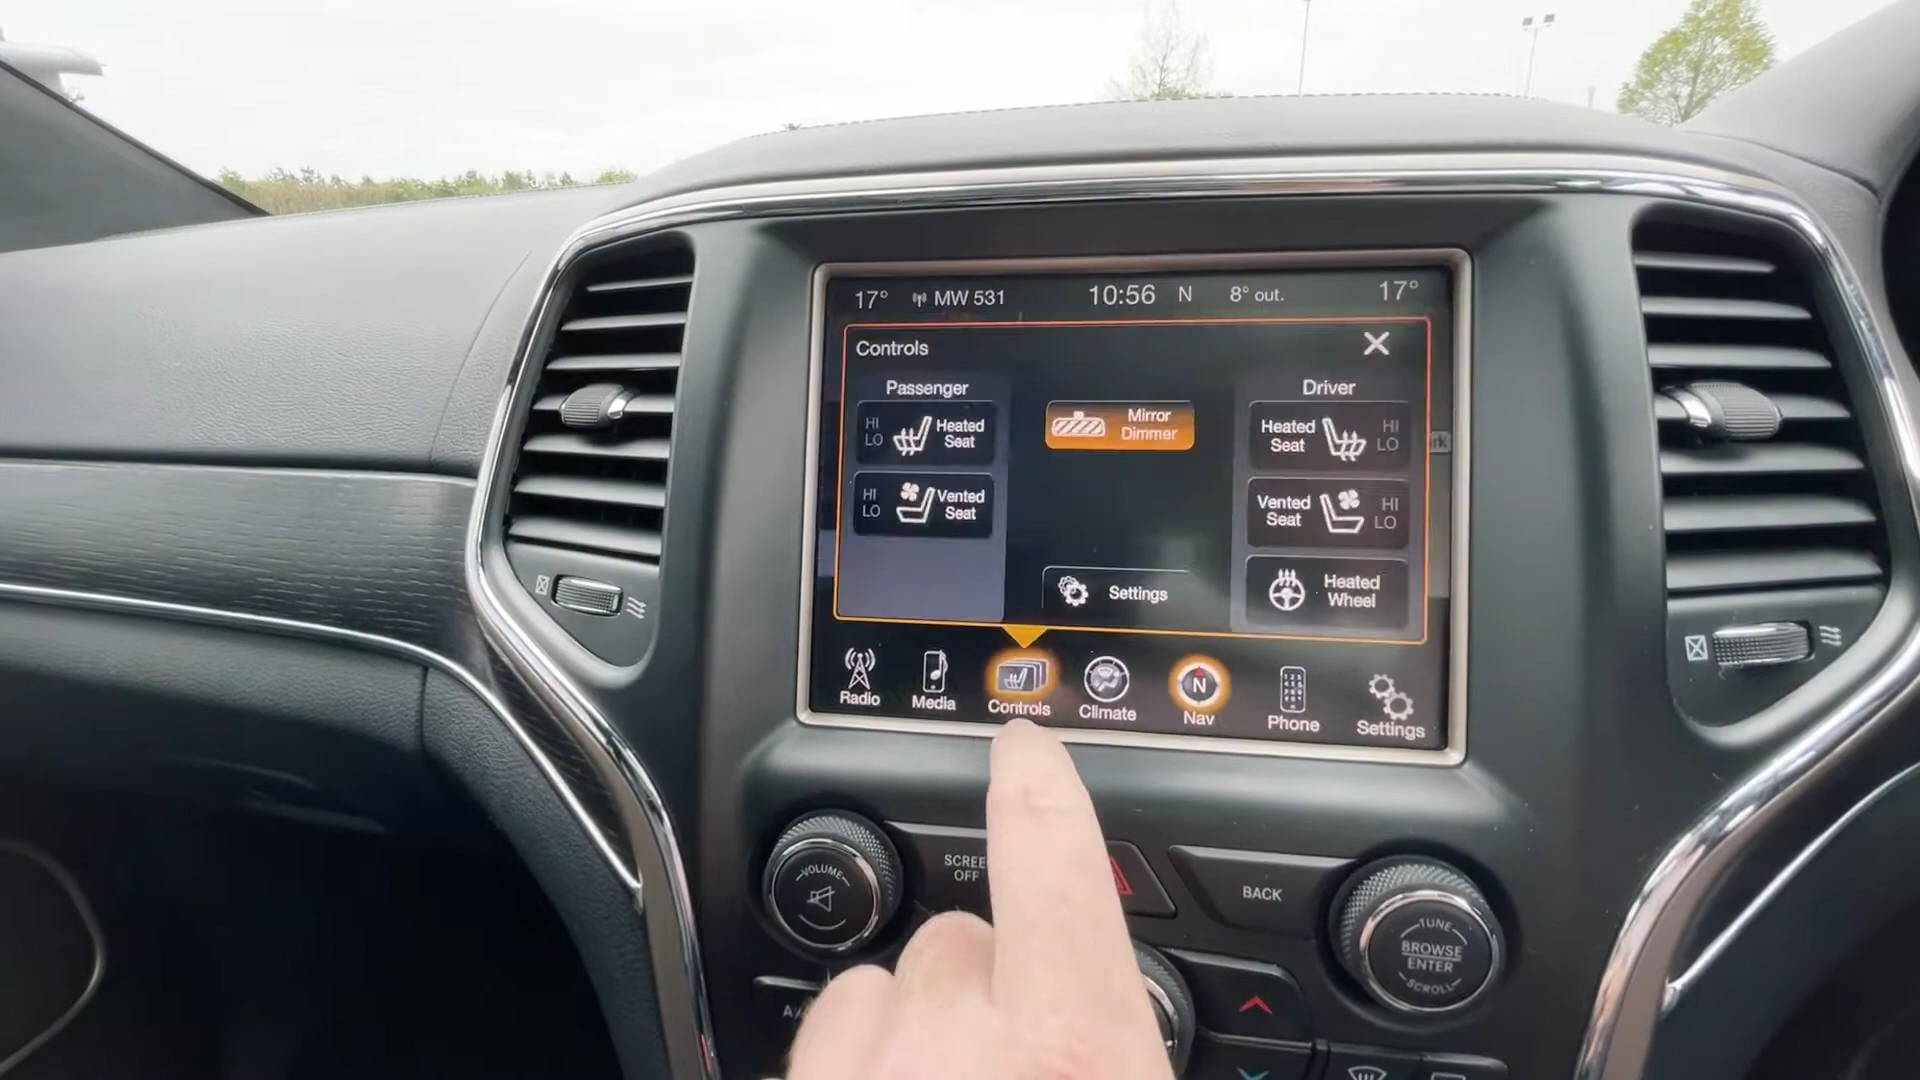 17° MW 531 10:56 N 8° out. 17°
Controls
Passenger
Driver
HI
LO
Heated
Seat
Mirror
Dimmer
Heated
Seat
HI
LO
HI
LO
Vented
Seat
Vented
Seat
HI
LO
Settings
Heated
Wheel
Radio
Media
Controls
Climate
N
Nav
Phone
Settings
VOLUME
SCREE
OFF
BACK
TUNE
BROWSE
ENTER
SCROLL